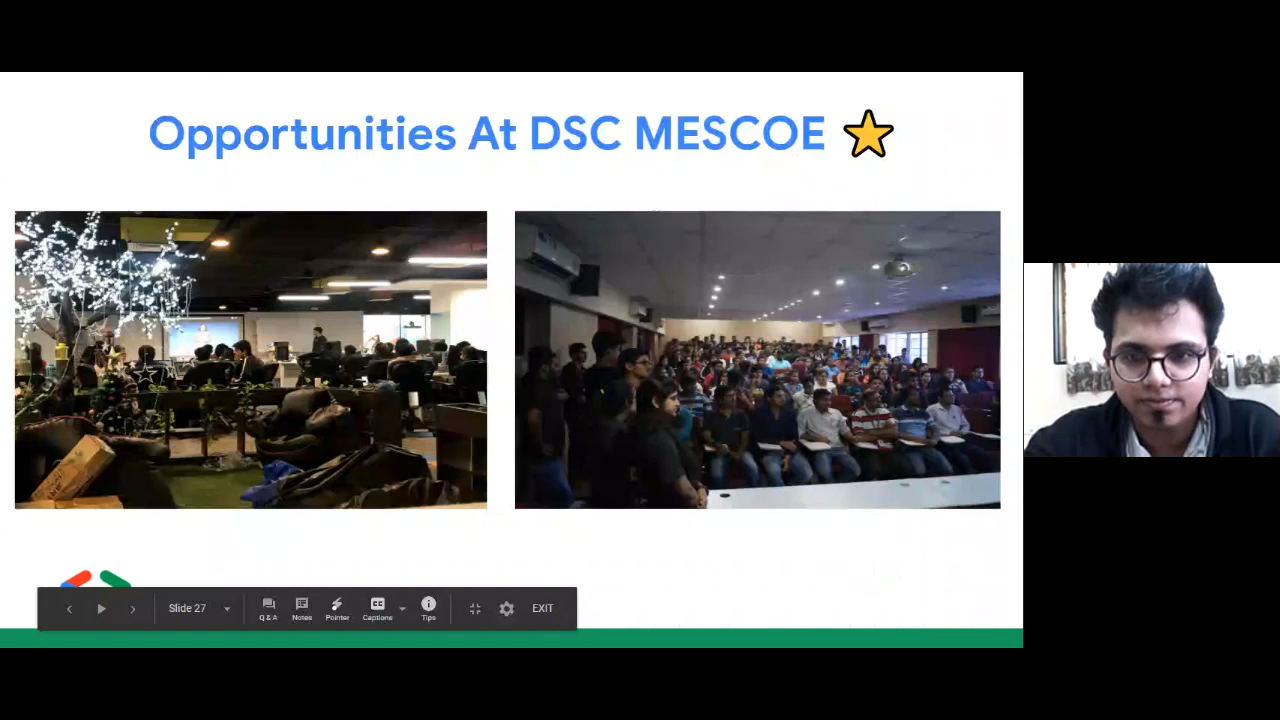 Opportunities At DSC MESCOE
Slide 27
Q & A
Notes
Pointer
Captions
Tips
EXIT